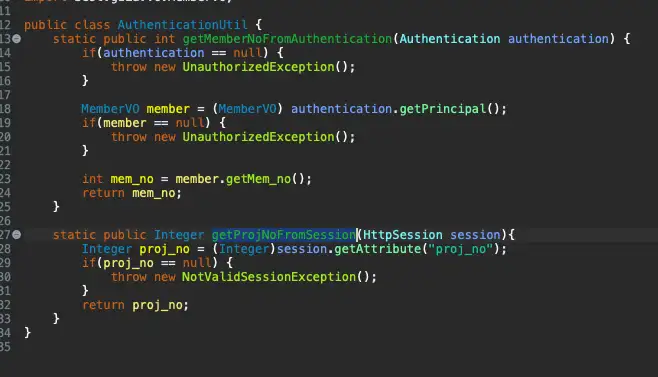 11
12 public class AuthenticationUtil {
13 static public int getMemberNoFromAuthentication(Authentication authentication) {
14 if(authentication == null) {
15 throw new UnauthorizedException();
16 }
17
18 MemberVO member = (MemberVO) authentication.getPrincipal();
19 if(member == null) {
20 throw new UnauthorizedException();
21 }
22
23 int mem_no = member.getMem_no();
24 return mem_no;
25 }
26
27 static public Integer getProjNoFromSession(HttpSession session){
28 Integer proj_no = (Integer)session.getAttribute("proj_no");
29 if(proj_no == null) {
30 throw new NotValidSessionException();
31 }
32 return proj_no;
33 }
34 }
35